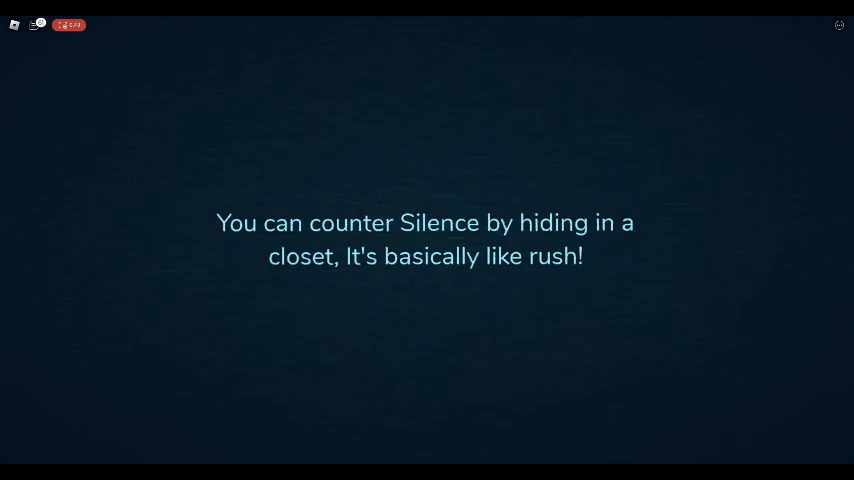 You can counter Silence by hiding in a
closet, It's basically like rush!